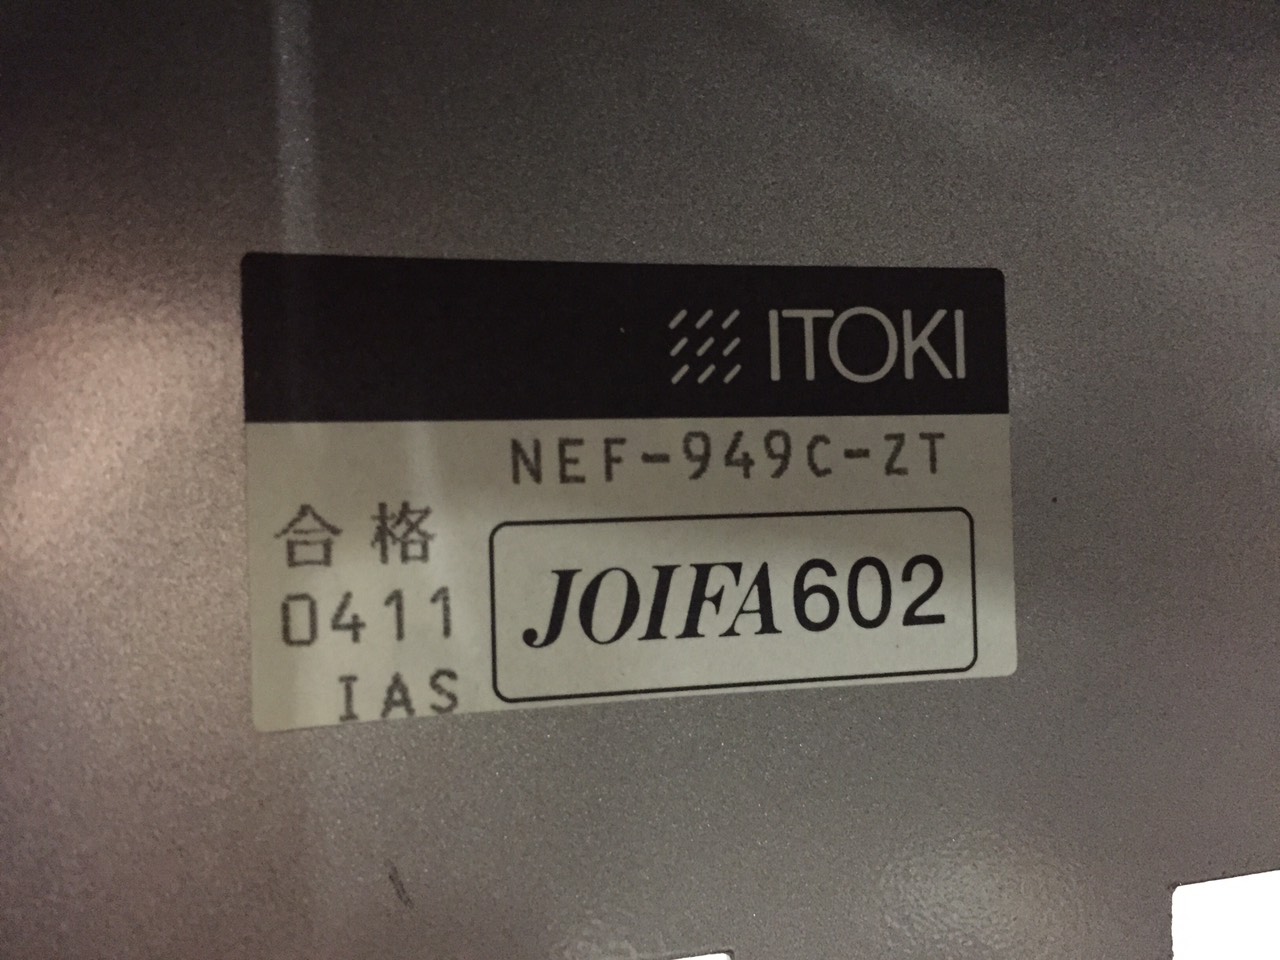 ITOKI
NEF-949C-ZT
合格
0411
IAS
JOIFA602